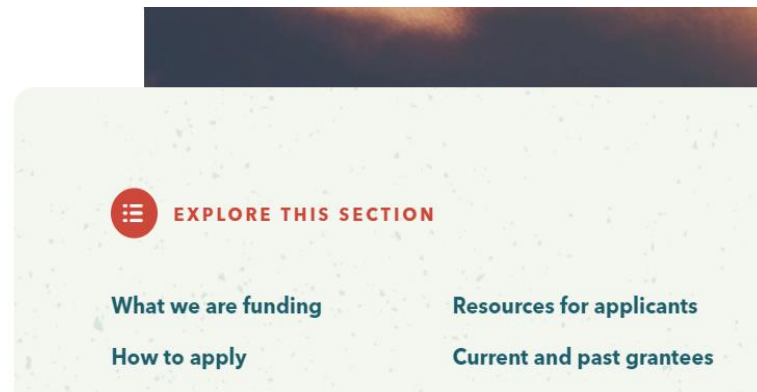 EXPLORE THIS SECTION
What we are funding
Resources for applicants
How to apply
Current and past grantees